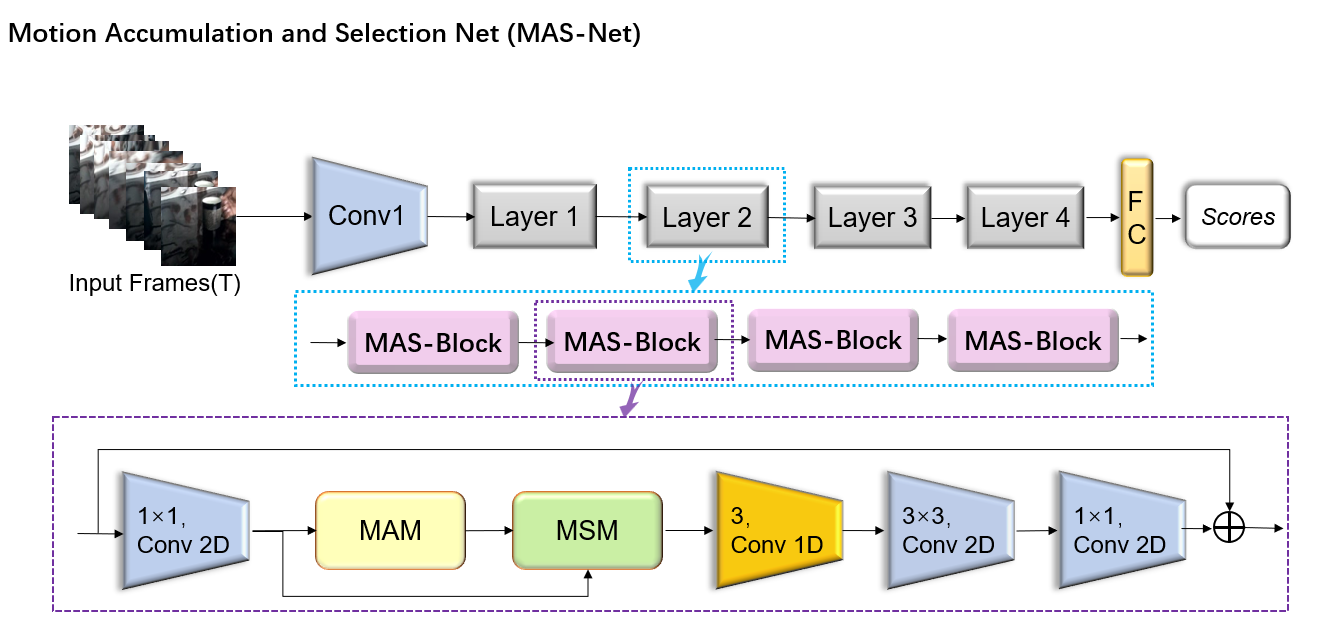 Motion Accumulation and Selection Net (MAS-Net)
Conv1
Layer 1
Layer 2
Layer 3
Layer 4
F
C
Scores
Input Frames(T)
MAS-Block
MAS-Block
MAS-Block
MAS-Block
1×1,
Conv 2D
MAM
MSM
3,
Conv 1D
3×3,
Conv 2D
1×1,
Conv 2D